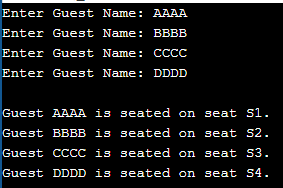 Enter Guest Name: AAAA
Enter Guest Name: BBBB
Enter Guest Name: CCCC
Enter Guest Name: DDDD
Guest AAAA is seated on seat S1.
Guest BBBB is seated on seat S2.
Guest CCCC is seated on seat S3.
Guest DDDD is seated on seat S4.